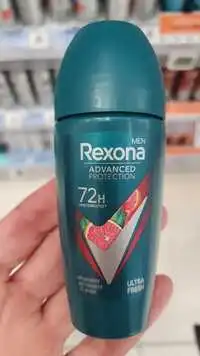 MEN
Rexona
ADVANCED
PROTECTION
72H
ULTRA
FRESH